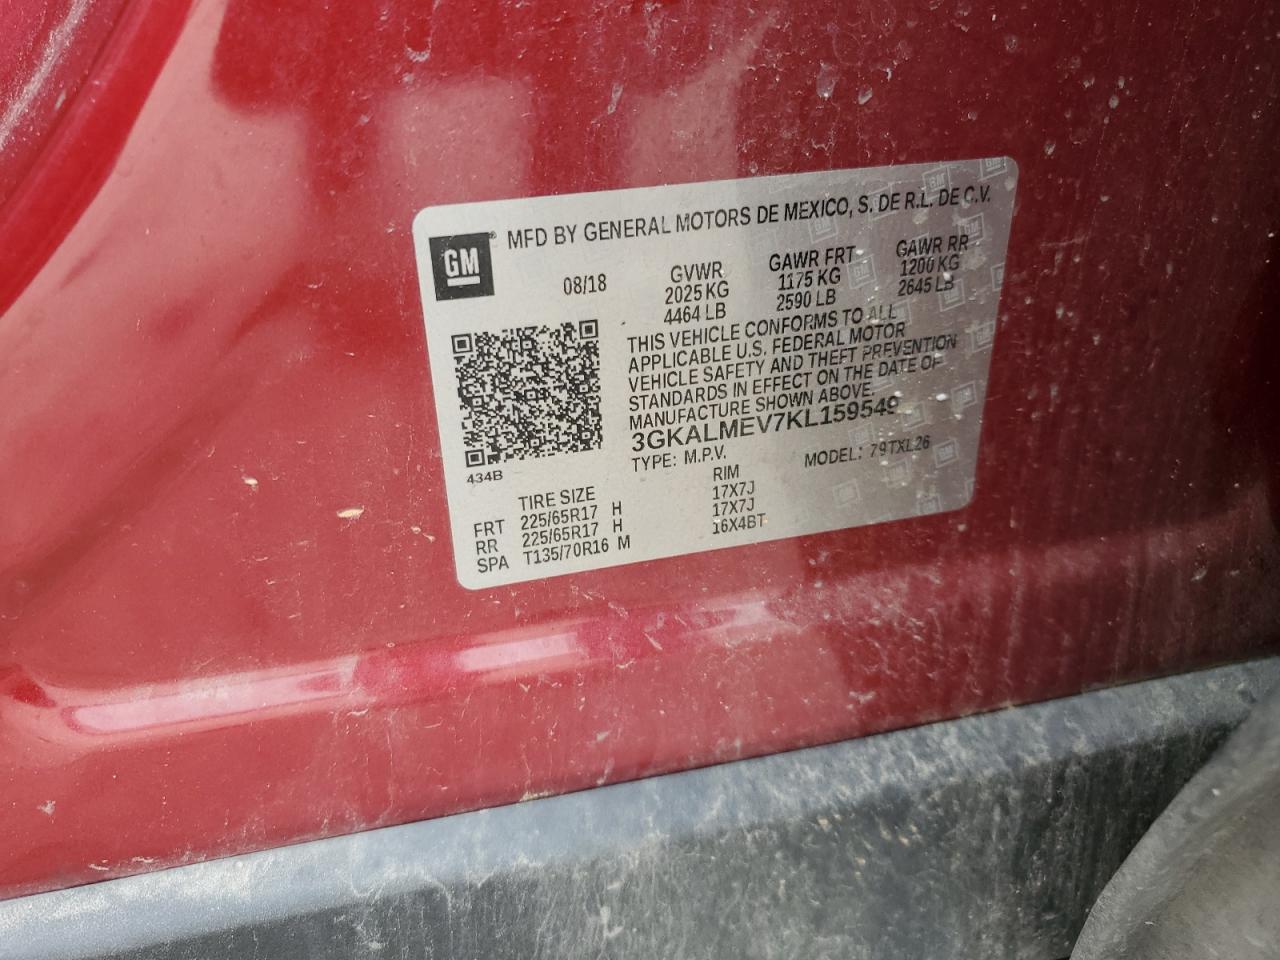 GM ® MFD BY GENERAL MOTORS DE MEXICO, S. DE R.L. DE C.V.
08/18
GVWR
2025 KG
4464 LB
GAWR FRT
1175 KG
2590 LB
GAWR RR
1200 KG
2645 LB
THIS VEHICLE CONFORMS TO ALL
APPLICABLE U.S. FEDERAL MOTOR
VEHICLE SAFETY AND THEFT PREVENTION
STANDARDS IN EFFECT ON THE DATE OF
MANUFACTURE SHOWN ABOVE.
3GKALMEV7KL159549
TYPE: M.P.V. MODEL: 79TXL26
434B
TIRE SIZE RIM
FRT 225/65R17 H 17X7J
RR 225/65R17 H 17X7J
SPA T135/70R16 M 16X4BT